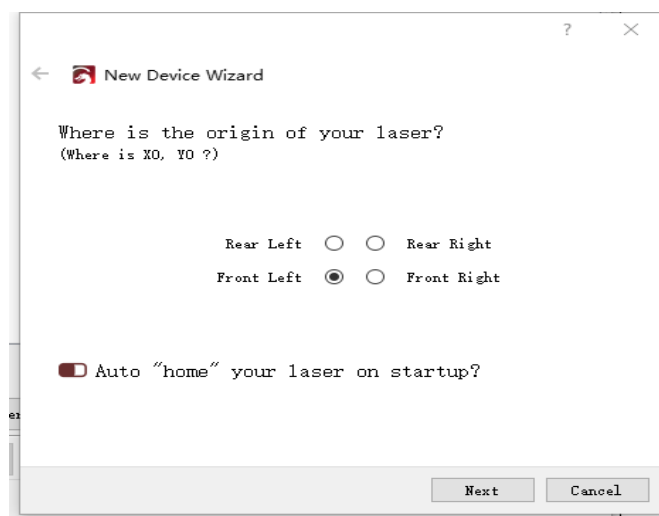 ?
New Device Wizard
Where is the origin of your laser?
(Where is X0, Y0 ?)
Rear Left Rear Right
Front Left Front Right
Auto "home" your laser on startup?
er
Next Cancel